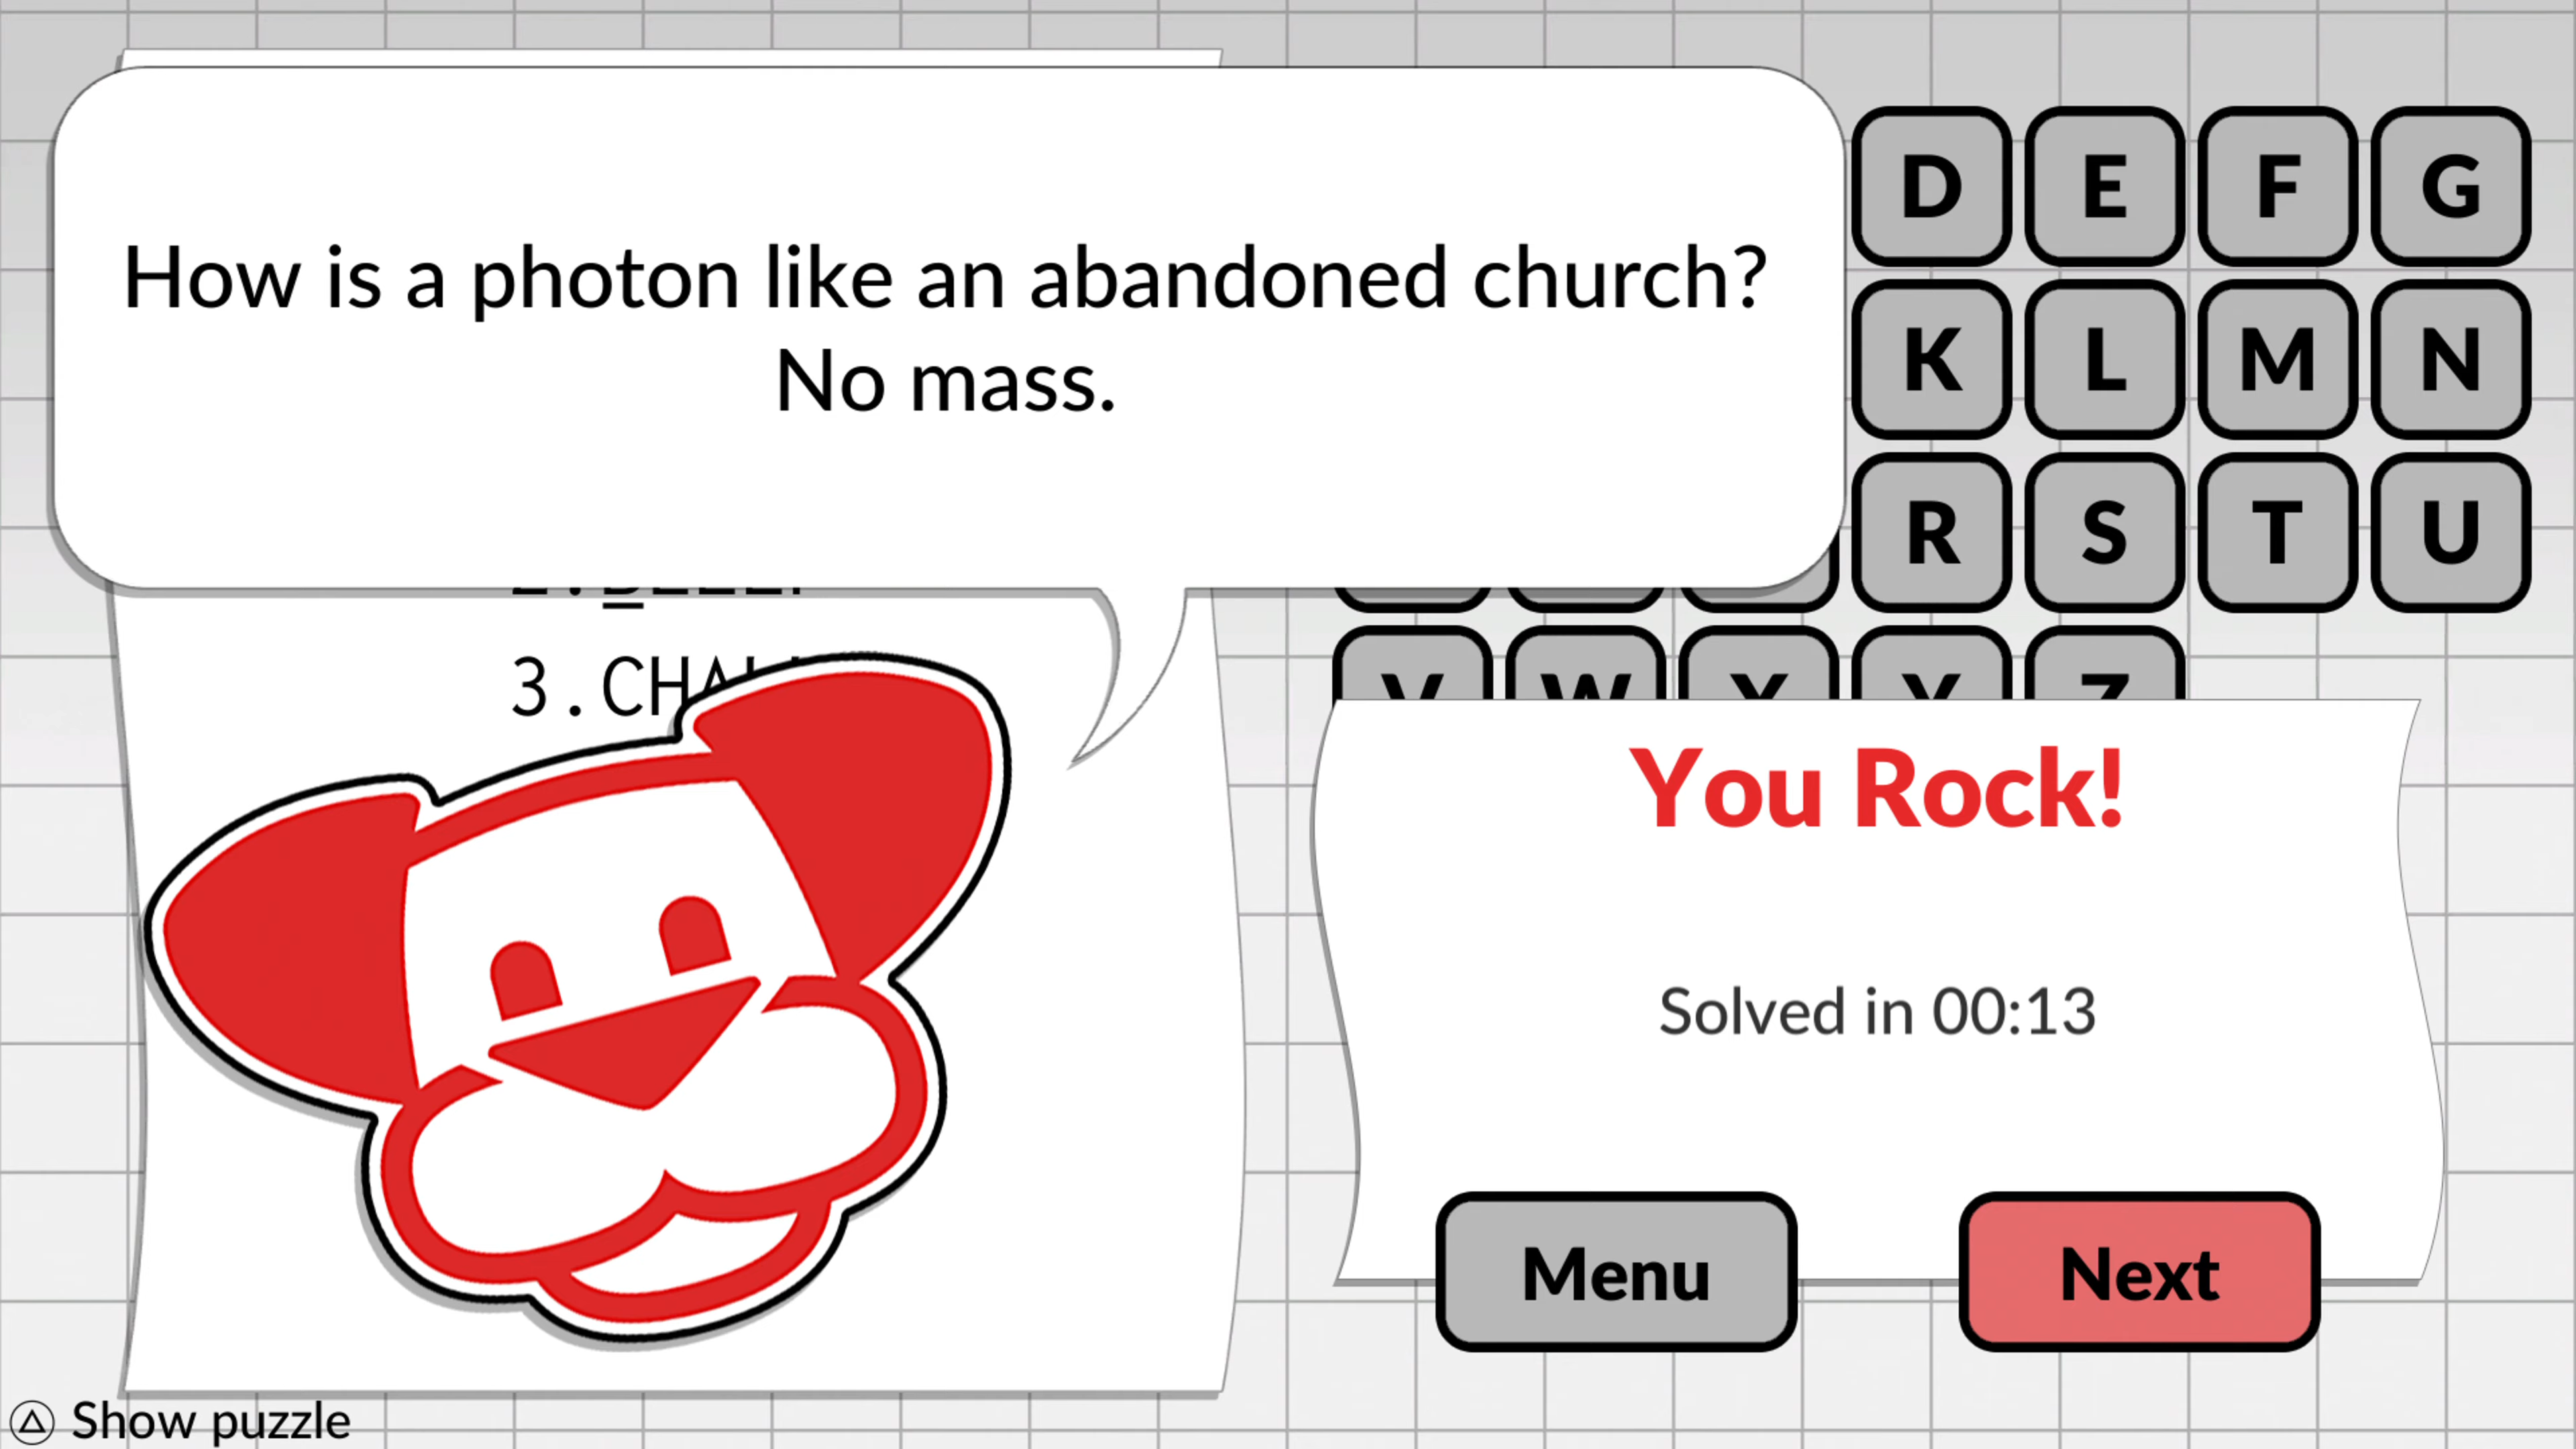 How is a photon like an abandoned church?
No mass.
D E F G
K L M N
R S T U
V W X Y Z
3.
You Rock!
Solved in 00:13
Menu
Next
Show puzzle